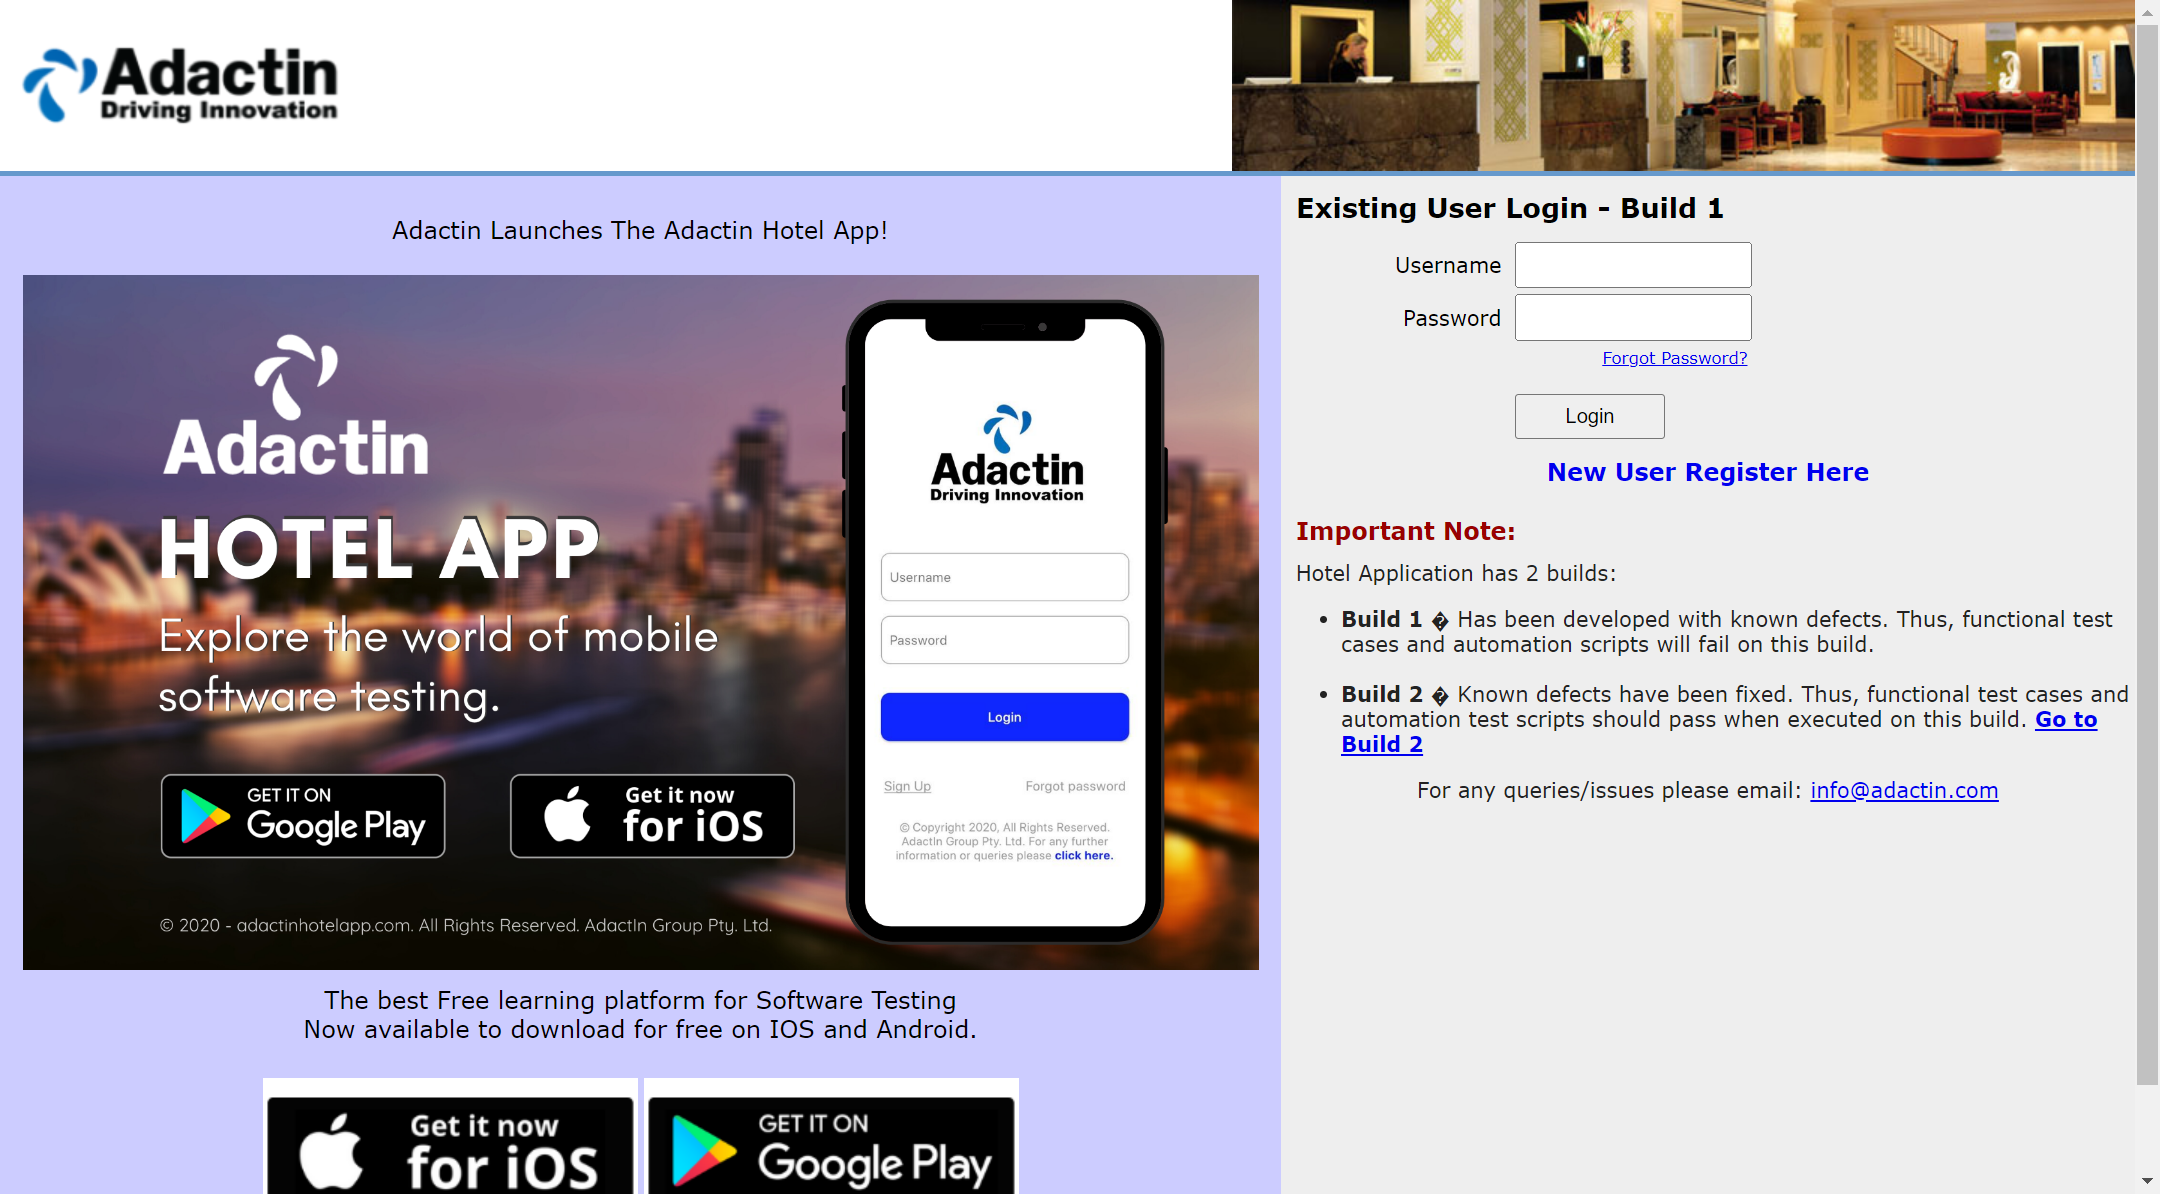 Adactin
Driving Innovation
Adactin Launches The Adactin Hotel App!
Adactin
HOTEL APP
Explore the world of mobile
software testing.
GET IT ON
Google Play
Get it now
for iOS
© 2020 - adactinhotelapp.com. All Rights Reserved. AdactIn Group Pty. Ltd.
Adactin
Driving Innovation
Username
Password
Login
Sign Up Forgot password
© Copyright 2020, All Rights Reserved.
AdactIn Group Pty. Ltd. For any further
information or queries please click here.
The best Free learning platform for Software Testing
Now available to download for free on IOS and Android.
Get it now
for iOS
GET IT ON
Google Play
Existing User Login - Build 1
Username
Password
Forgot Password?
Login
New User Register Here
Important Note:
Hotel Application has 2 builds:
• Build 1 � Has been developed with known defects. Thus, functional test
cases and automation scripts will fail on this build.
• Build 2 � Known defects have been fixed. Thus, functional test cases and
automation test scripts should pass when executed on this build. Go to
Build 2
For any queries/issues please email: info@adactin.com